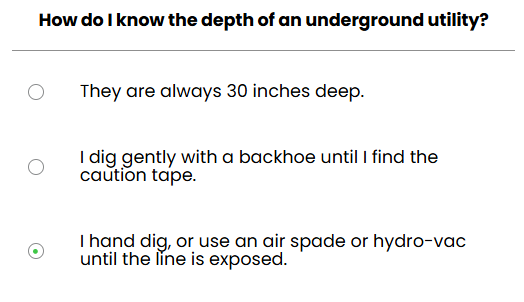 How do I know the depth of an underground utility?
They are always 30 inches deep.
I dig gently with a backhoe until I find the
caution tape.
I hand dig, or use an air spade or hydro-vac
until the line is exposed.